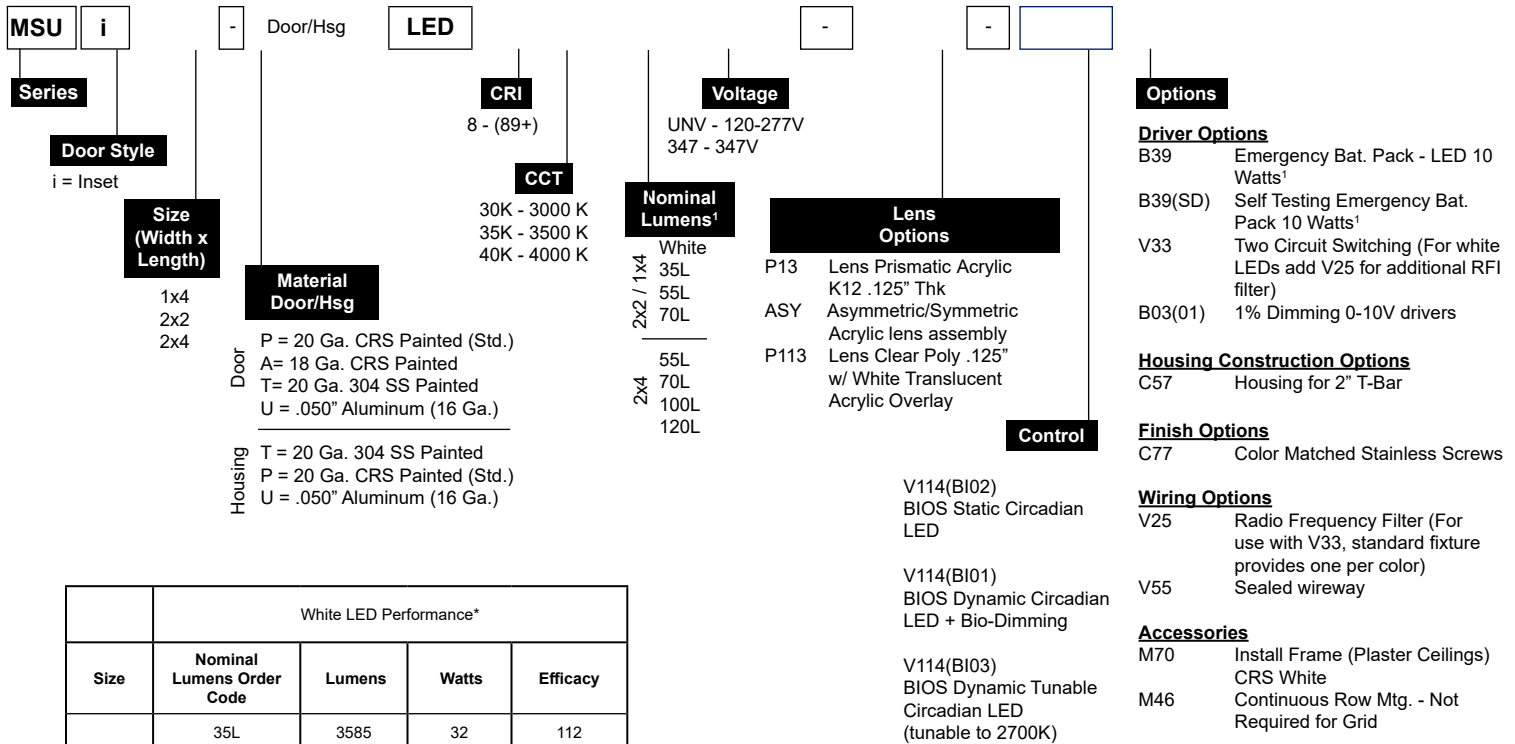 MSU i - Door/Hsg LED - -
Series
Door Style
i = Inset
Size
(Width x
Length)
1x4
2x2
2x4
Material
Door/Hsg
Door
P = 20 Ga. CRS Painted (Std.)
A= 18 Ga. CRS Painted
T= 20 Ga. 304 SS Painted
U = .050” Aluminum (16 Ga.)
Housing
T = 20 Ga. 304 SS Painted
P = 20 Ga. CRS Painted (Std.)
U = .050” Aluminum (16 Ga.)
CRI
8 - (89+)
CCT
30K - 3000 K
35K - 3500 K
40K - 4000 K
Nominal
Lumens¹
White
2x2 / 1x4
35L
55L
70L
2x4
55L
70L
100L
120L
Voltage
UNV - 120-277V
347 - 347V
Lens
Options
P13 Lens Prismatic Acrylic
K12 .125” Thk
ASY Asymmetric/Symmetric
Acrylic lens assembly
P113 Lens Clear Poly .125”
w/ White Translucent
Acrylic Overlay
Control
V114(BI02)
BIOS Static Circadian
LED
V114(BI01)
BIOS Dynamic Circadian
LED + Bio-Dimming
V114(BI03)
BIOS Dynamic Tunable
Circadian LED
(tunable to 2700K)
Options
Driver Options
B39 Emergency Bat. Pack - LED 10
Watts¹
B39(SD) Self Testing Emergency Bat.
Pack 10 Watts¹
V33 Two Circuit Switching (For white
LEDs add V25 for additional RFI
filter)
B03(01) 1% Dimming 0-10V drivers
Housing Construction Options
C57 Housing for 2” T-Bar
Finish Options
C77 Color Matched Stainless Screws
Wiring Options
V25 Radio Frequency Filter (For
use with V33, standard fixture
provides one per color)
V55 Sealed wireway
Accessories
M70 Install Frame (Plaster Ceilings)
CRS White
M46 Continuous Row Mtg. - Not
Required for Grid
White LED Performance*
Size Nominal Lumens Order Code Lumens Watts Efficacy
35L 3585 32 112